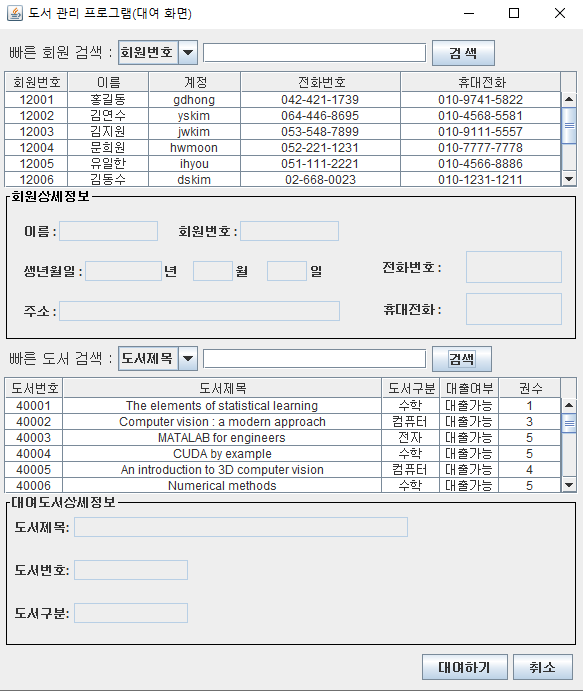 도서 관리 프로그램(대여 화면)
빠른 회원 검색 : 회원번호 검 색
회원번호 이름 계정 전화번호 휴대전화
12001 홍길동 gdhong 042-421-1739 010-9741-5822
12002 김연수 yskim 064-446-8695 010-4568-5581
12003 김지원 jwkim 053-548-7899 010-9111-5557
12004 문희원 hwmoon 052-221-1231 010-7777-7778
12005 유일한 ihyou 051-111-2221 010-4566-8886
12006 김동수 dskim 02-668-0023 010-1231-1211
회원상세정보
이름 : 회원번호 :
생년월일 : 년 월 일 전화번호 :
주소 : 휴대전화 :
빠른 도서 검색 : 도서제목 검색
도서번호 도서제목 도서구분 대출여부 권수
40001 The elements of statistical learning 수학 대출가능 1
40002 Computer vision : a modern approach 컴퓨터 대출가능 3
40003 MATALAB for engineers 전자 대출가능 5
40004 CUDA by example 수학 대출가능 5
40005 An introduction to 3D computer vision 컴퓨터 대출가능 4
40006 Numerical methods 수학 대출가능 5
대여도서상세정보
도서제목:
도서번호:
도서구분:
대여하기 취소